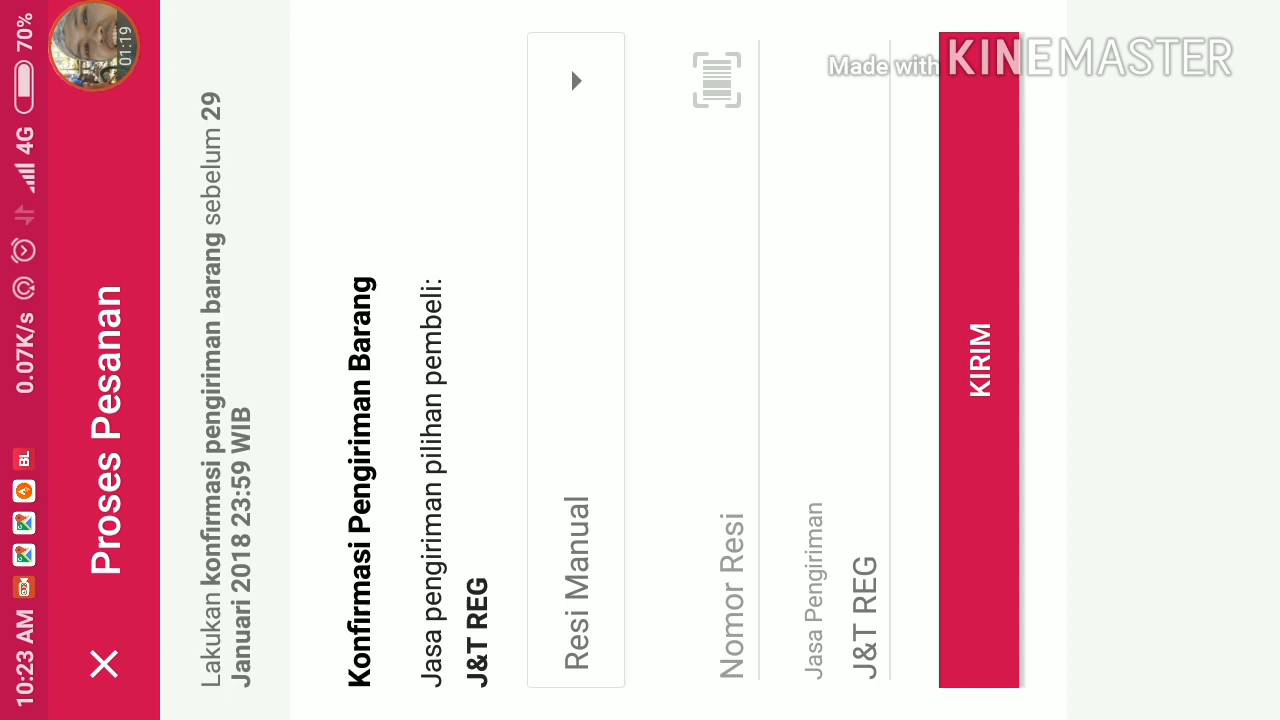 10:23 AM
BL
0.07K/s
4G
70%
01:19
Proses Pesanan
Lakukan konfirmasi pengiriman barang sebelum 29
Januari 2018 23:59 WIB
Konfirmasi Pengiriman Barang
Jasa pengiriman pilihan pembeli:
J&T REG
Resi Manual
Nomor Resi
Jasa Pengiriman
J&T REG
KIRIM
Made with KINEMASTER